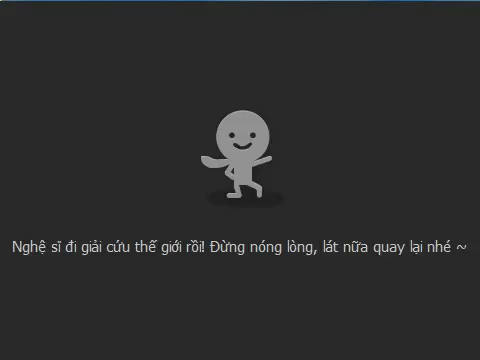 Nghệ sĩ đi giải cứu thế giới rồi! Đừng nóng lòng, lát nữa quay lại nhé ~